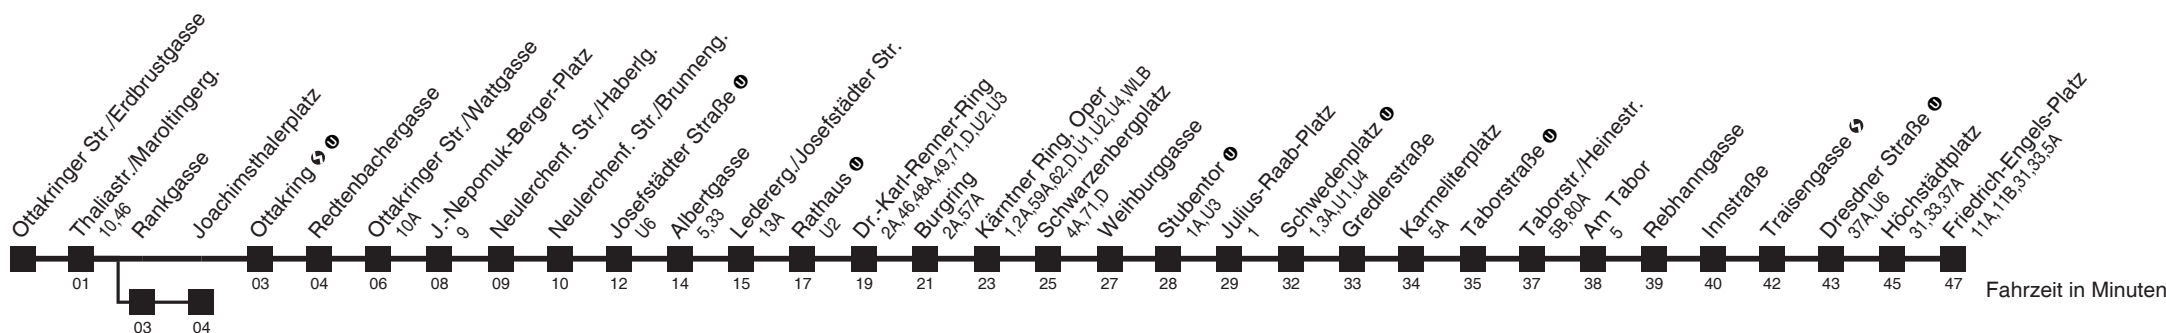 Ottakringer Str./Erdbrustgasse
Thaliastr./Maroltingerg.
10,46
Rankgasse
Joachimsthalerplatz
Ottakring S U
Redtenbachergasse
Ottakringer Str./Wattgasse
10A
J.-Nepomuk-Berger-Platz
9
Neulerchenf. Str./Haberlg.
Neulerchenf. Str./Brunneng.
Josefstädter Straße U
U6
Albertgasse
5,33
Ledererg./Josefstädter Str.
13A
Rathaus U
U2
Dr.-Karl-Renner-Ring
2A,46,48A,49,71,D,U2,U3
Burgring
2A,57A
Kärntner Ring, Oper
1,2A,59A,62,D,U1,U2,U4,WLB
Schwarzenbergplatz
4A,71,D
Weihburggasse
Stubentor U
1A,U3
Julius-Raab-Platz
1
Schwedenplatz U
1,3A,U1,U4
Gredlerstraße
Karmeliterplatz
5A
Taborstraße U
Taborstr./Heinestr.
5B,80A
Am Tabor
5
Rebhanngasse
Innstraße
Traisengasse S
Dresdner Straße U
37A,U6
Höchstädtplatz
31,33,37A
Friedrich-Engels-Platz
11A,11B,31,33,5A
01 03 04 06 08 09 10 12 14 15 17 19 21 23 25 27 28 29 32 33 34 35 37 38 39 40 42 43 45 47
Fahrzeit in Minuten
03 04